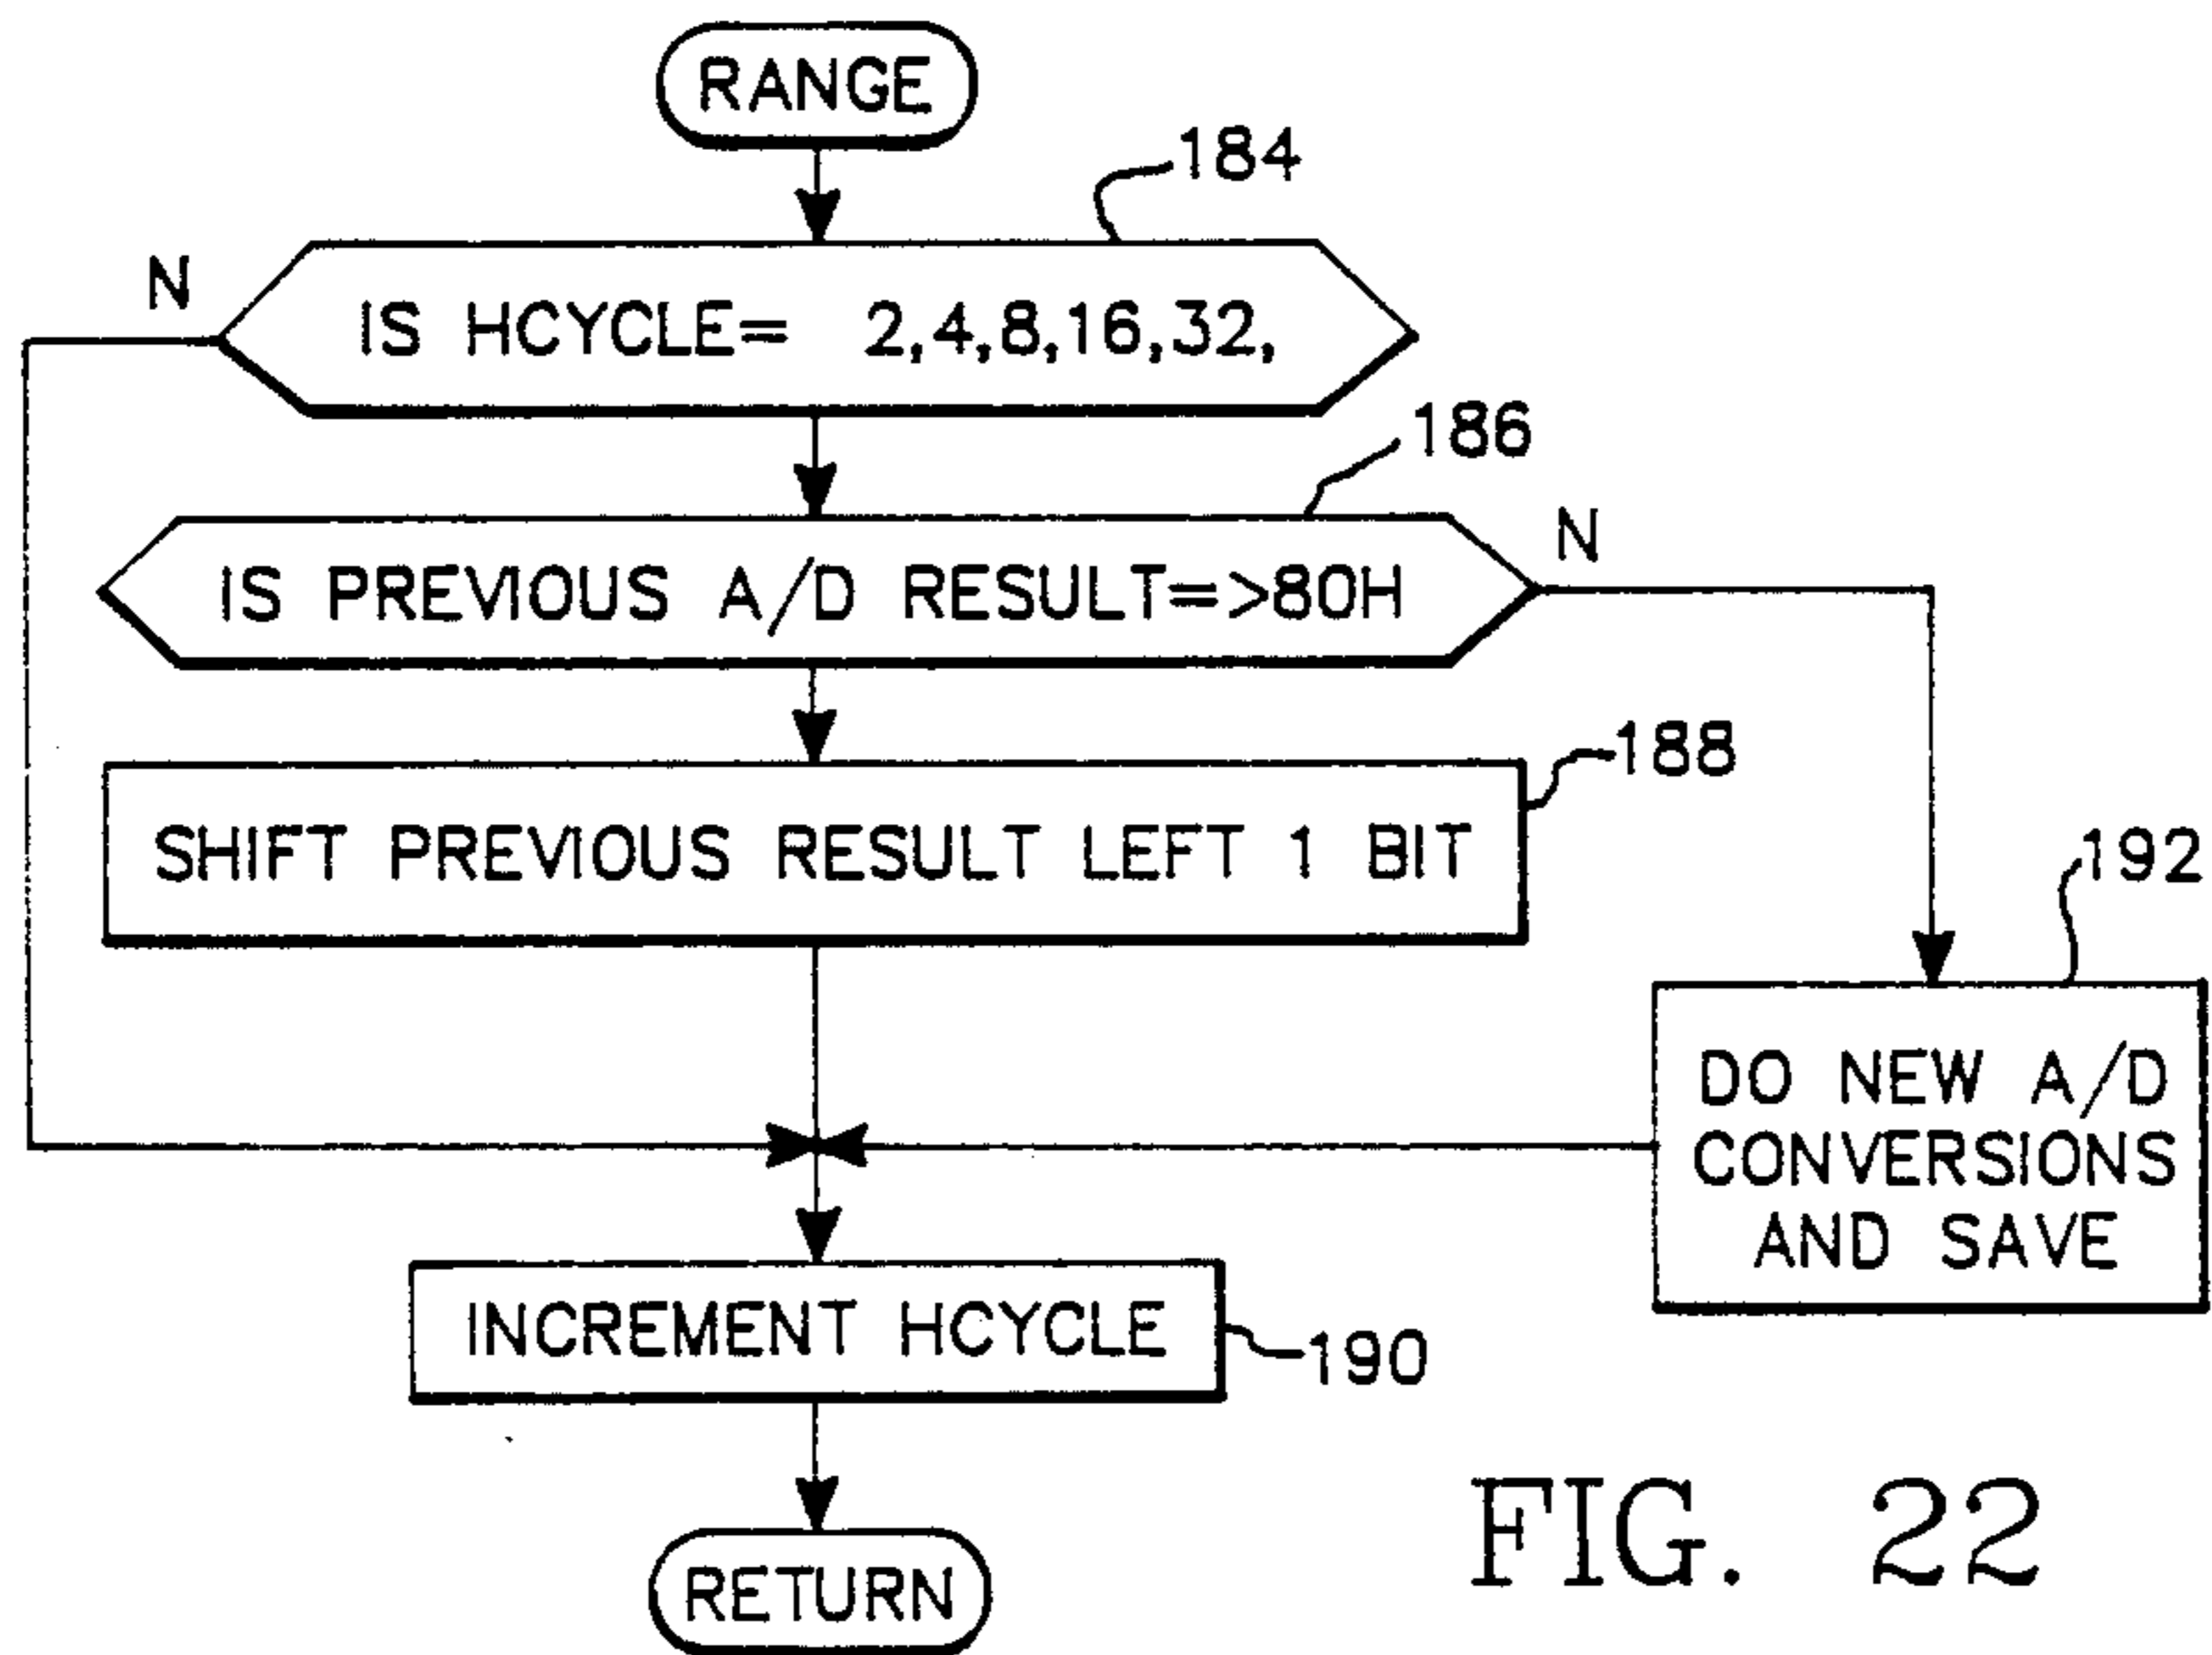 RANGE
184
N
IS HCYCLE= 2,4,8,16,32,
186
N
IS PREVIOUS A/D RESULT=>80H
188
SHIFT PREVIOUS RESULT LEFT 1 BIT
192
DO NEW A/D
CONVERSIONS
AND SAVE
INCREMENT HCYCLE
190
RETURN
FIG. 22